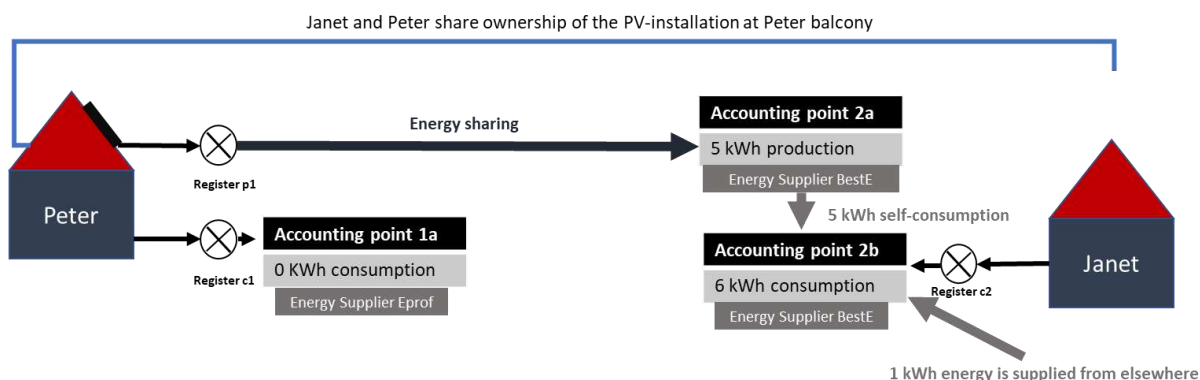 Janet and Peter share ownership of the PV-installation at Peter balcony
Energy sharing
Accounting point 2a
5 kWh production
Energy Supplier BestE
Register p1
Peter
5 kWh self-consumption
Accounting point 1a
0 KWh consumption
Energy Supplier Eprof
Register c1
Accounting point 2b
6 kWh consumption
Energy Supplier BestE
Register c2
Janet
1 kWh energy is supplied from elsewhere